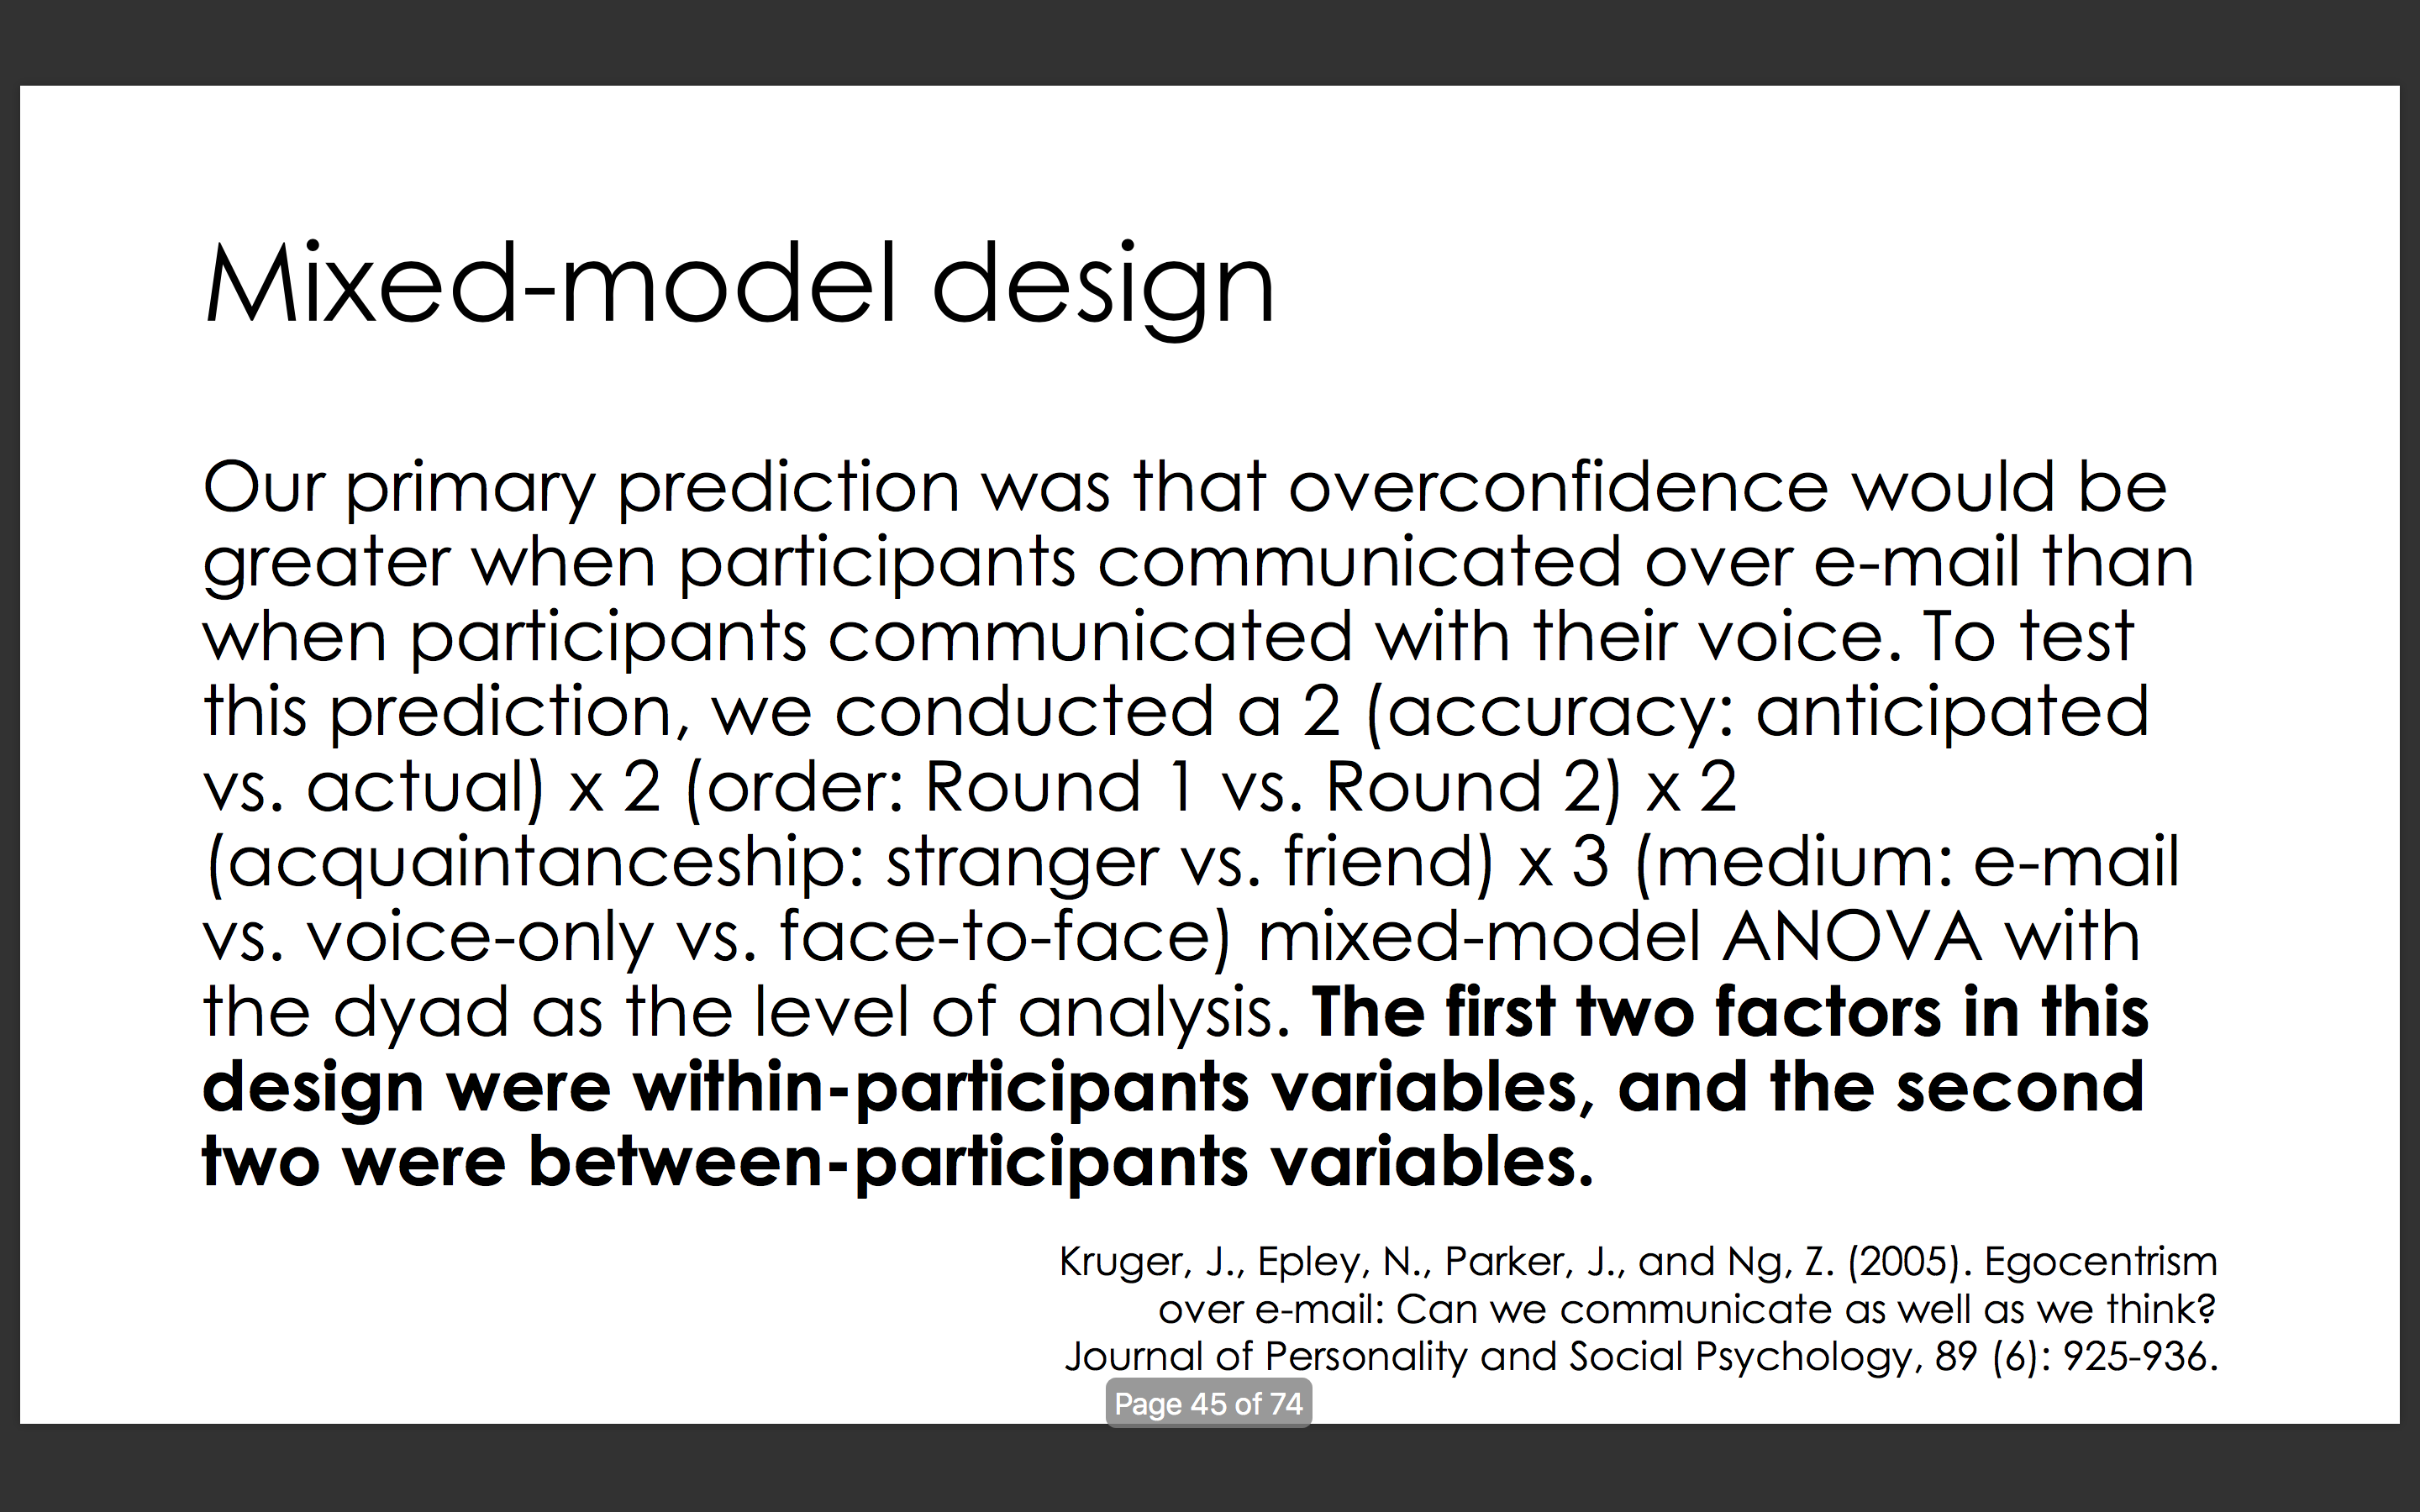 Mixed-model design
Our primary prediction was that overconfidence would be
greater when participants communicated over e-mail than
when participants communicated with their voice. To test
this prediction, we conducted a 2 (accuracy: anticipated
vs. actual) x 2 (order: Round 1 vs. Round 2) x 2
(acquaintanceship: stranger vs. friend) x 3 (medium: e-mail
vs. voice-only vs. face-to-face) mixed-model ANOVA with
the dyad as the level of analysis. The first two factors in this
design were within-participants variables, and the second
two were between-participants variables.
Kruger, J., Epley, N., Parker, J., and Ng, Z. (2005). Egocentrism
over e-mail: Can we communicate as well as we think?
Journal of Personality and Social Psychology, 89 (6): 925-936.
Page 45 of 74